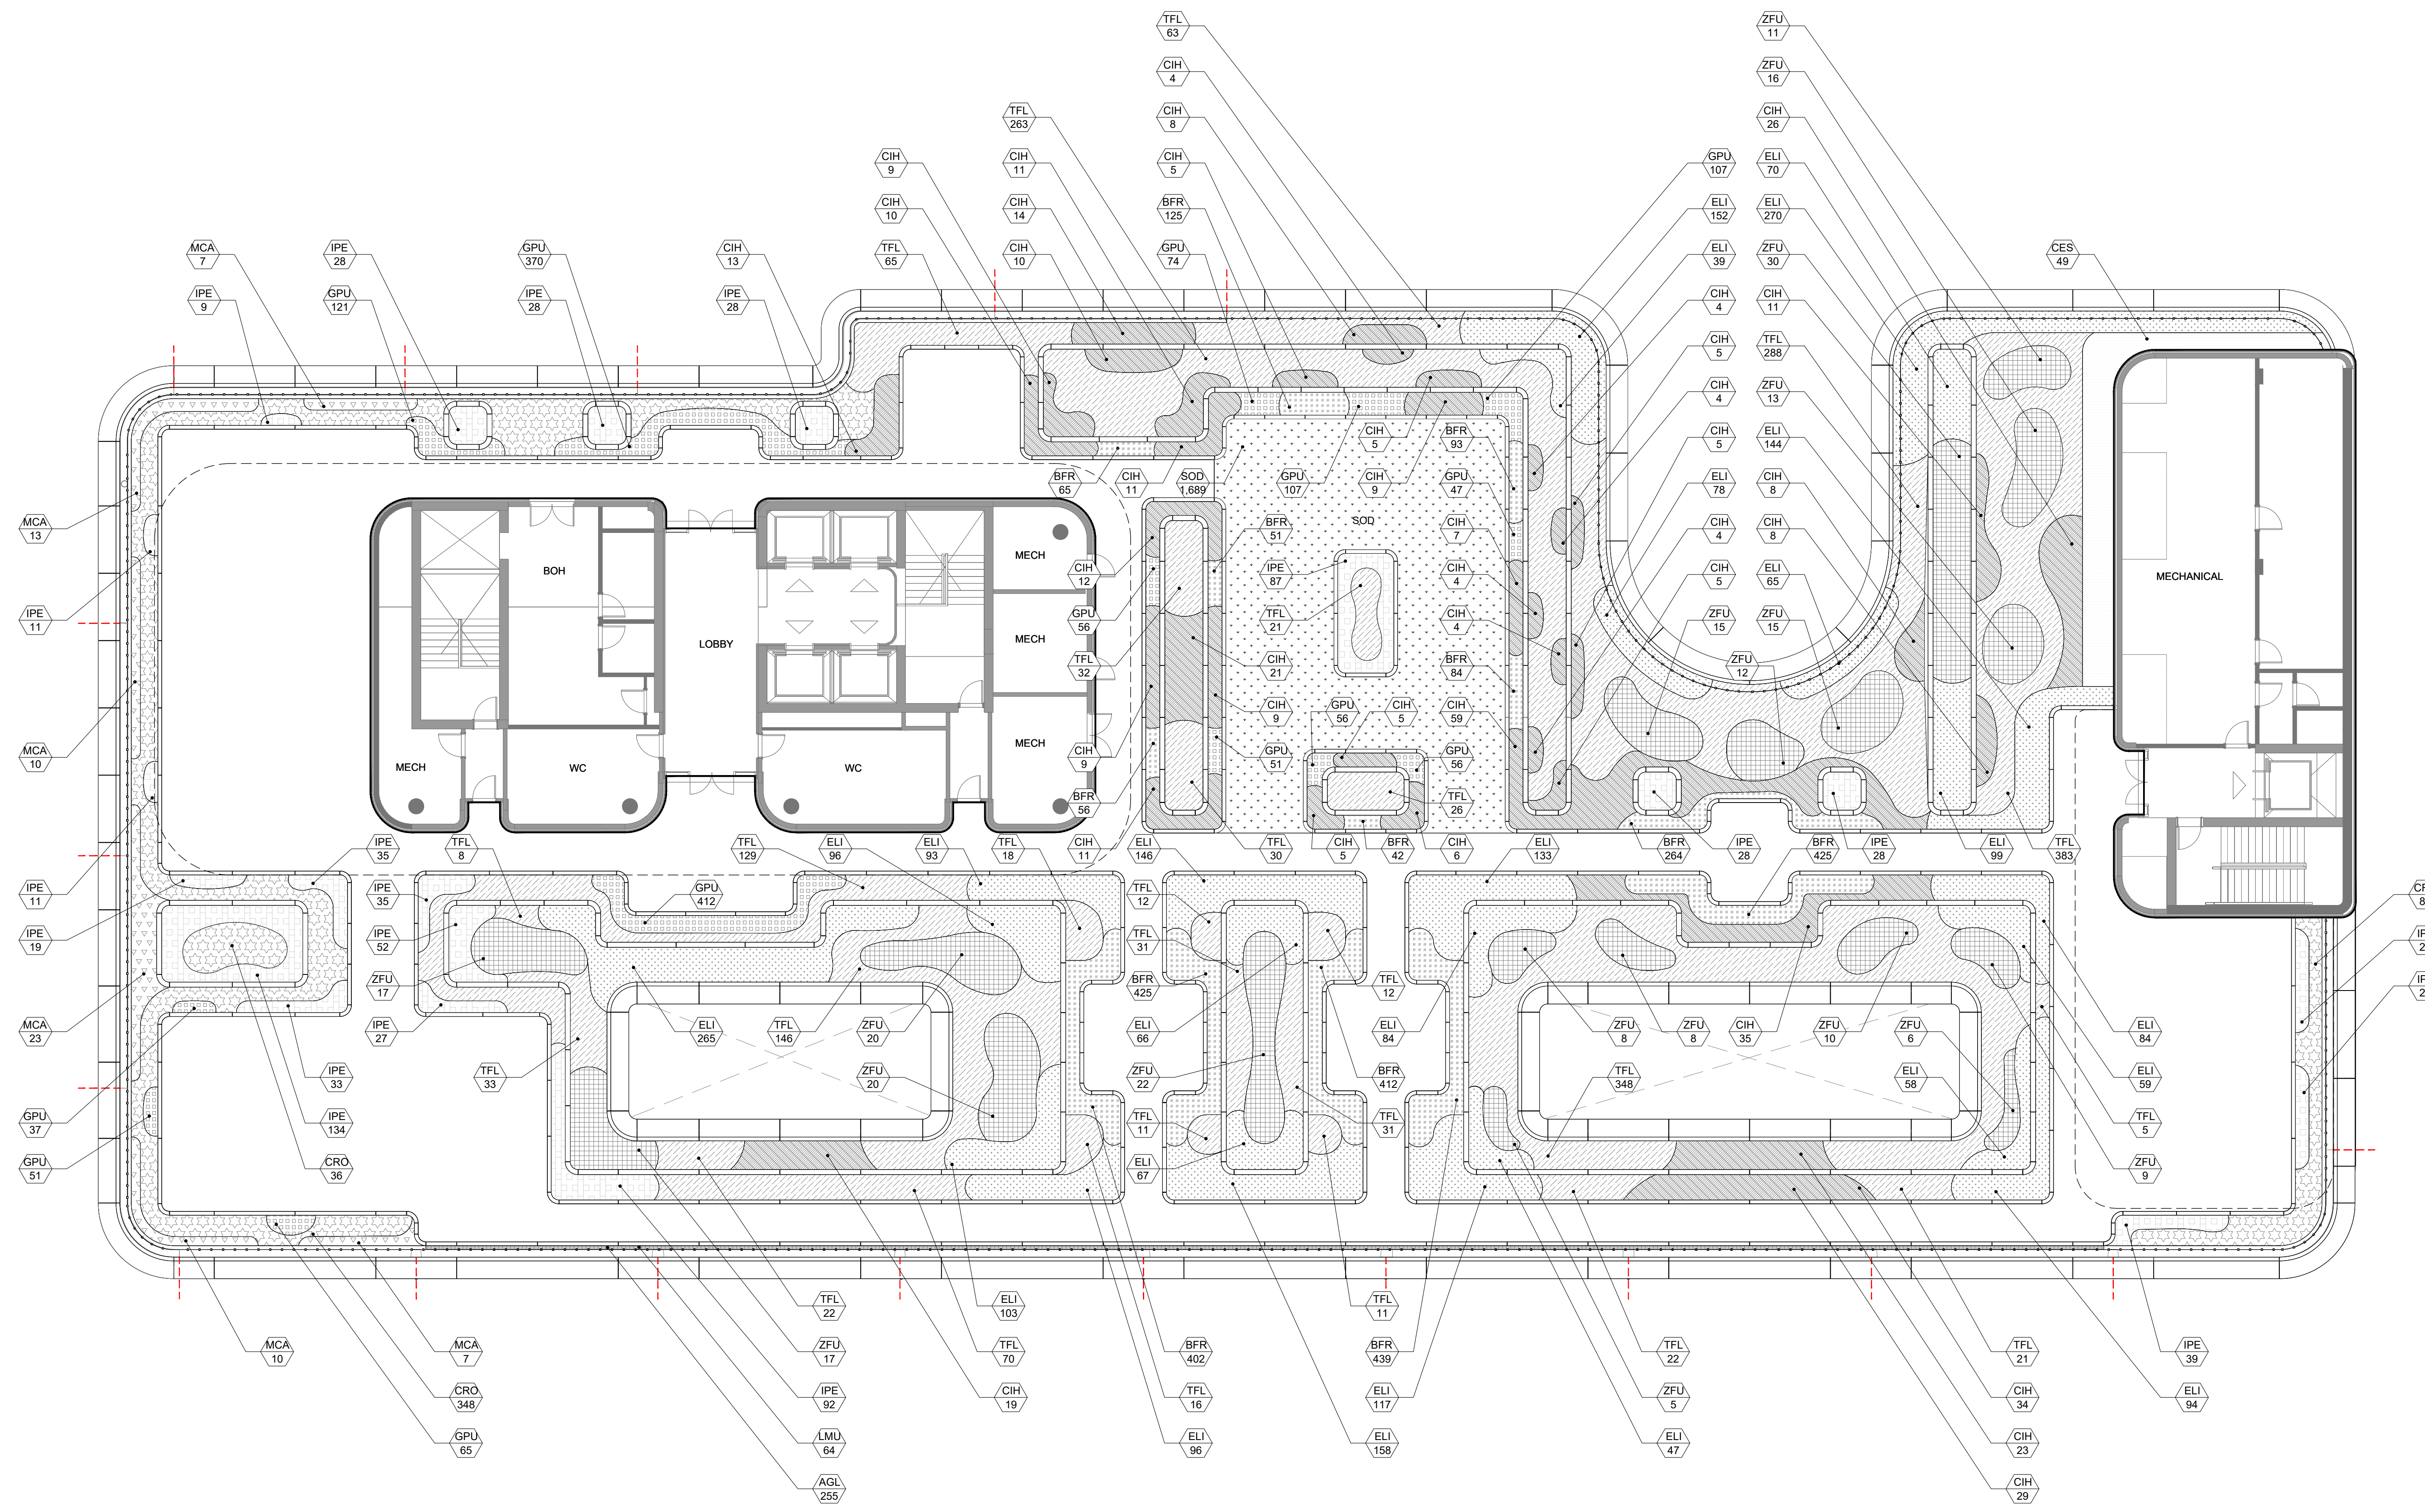 TFL
63
ZFU
11
CIH
4
ZFU
16
TFL
263
CIH
8
CIH
26
CIH
9
CIH
11
CIH
5
GPU
107
ELI
70
CIH
10
CIH
14
BFR
125
ELI
152
ELI
270
MCA
7
IPE
28
GPU
370
CIH
13
TFL
65
CIH
10
GPU
74
ELI
39
ZFU
30
CES
49
IPE
9
GPU
121
IPE
28
IPE
28
CIH
4
CIH
11
CIH
5
TFL
288
CIH
4
ZFU
13
CIH
5
BFR
93
CIH
5
ELI
144
BFR
65
CIH
11
SOD
1,689
GPU
107
CIH
9
GPU
47
ELI
78
CIH
8
MCA
13
BFR
51
SOD
CIH
7
CIH
4
CIH
8
MECH
BOH
CIH
12
IPE
87
CIH
4
CIH
5
ELI
65
MECHANICAL
IPE
11
GPU
56
TFL
21
CIH
4
ZFU
15
ZFU
15
LOBBY
MECH
TFL
32
CIH
21
BFR
84
ZFU
12
CIH
9
GPU
56
CIH
5
CIH
59
MCA
10
MECH
WC
WC
MECH
CIH
9
GPU
51
GPU
56
BFR
56
TFL
26
IPE
35
TFL
8
TFL
129
ELI
96
ELI
93
TFL
18
CIH
11
ELI
146
TFL
30
CIH
5
BFR
42
CIH
6
ELI
133
BFR
264
IPE
28
BFR
425
IPE
28
ELI
99
TFL
383
IPE
11
IPE
35
GPU
412
TFL
12
IPE
19
IPE
52
TFL
31
ZFU
17
BFR
425
TFL
12
MCA
23
IPE
27
ELI
265
TFL
146
ZFU
20
ELI
66
ELI
84
ZFU
8
ZFU
8
CIH
35
ZFU
10
ZFU
6
ELI
84
IPE
33
TFL
33
ZFU
20
ZFU
22
BFR
412
TFL
348
ELI
58
ELI
59
GPU
37
IPE
134
TFL
11
TFL
31
TFL
5
GPU
51
CRO
36
ELI
67
ZFU
9
TFL
22
ELI
103
TFL
11
MCA
10
MCA
7
ZFU
17
TFL
70
BFR
402
BFR
439
TFL
22
TFL
21
IPE
39
CRO
348
IPE
92
CIH
19
TFL
16
ELI
117
ZFU
5
CIH
34
ELI
94
GPU
65
LMU
64
ELI
96
ELI
158
ELI
47
CIH
23
AGL
255
CIH
29